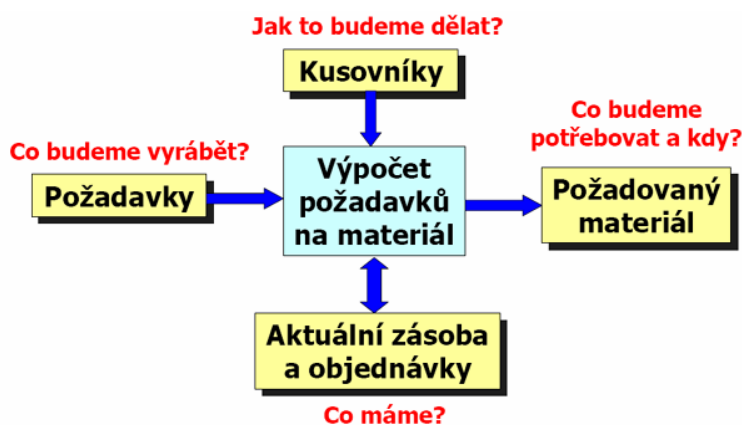 Jak to budeme dělat?
Kusovníky
Co budeme
potřebovat a kdy?
Co budeme vyrábět?
Požadavky
Výpočet
požadavků
na materiál
Požadovaný
materiál
Aktuální zásoba
a objednávky
Co máme?